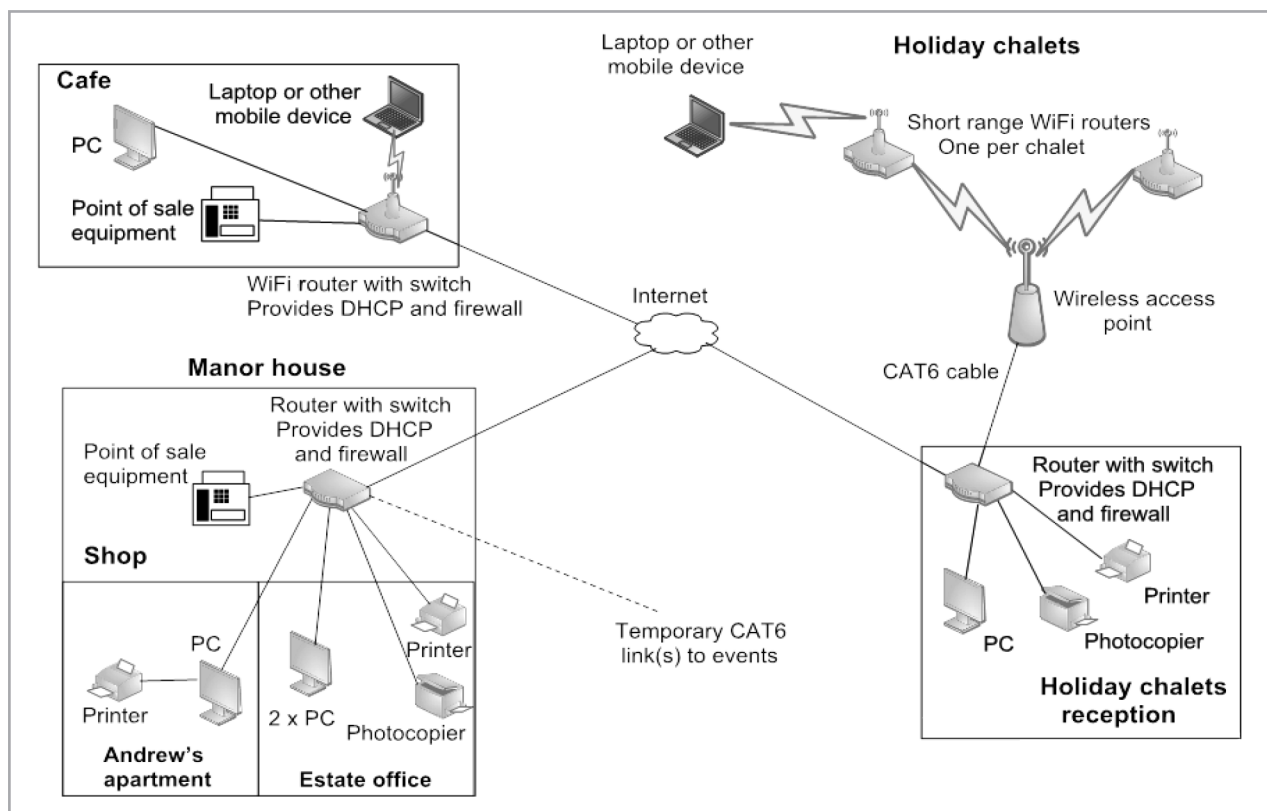 Cafe
Laptop or other
mobile device
PC
Point of sale
equipment
WiFi router with switch
Provides DHCP and firewall
Laptop or other
mobile device
Holiday chalets
Short range WiFi routers
One per chalet
Wireless access
point
Internet
CAT6 cable
Manor house
Router with switch
Provides DHCP
and firewall
Point of sale
equipment
Shop
PC
Printer
Andrew's
apartment
Printer
2 x PC
Photocopier
Estate office
Temporary CAT6
link(s) to events
Router with switch
Provides DHCP
and firewall
Printer
PC
Photocopier
Holiday chalets
reception